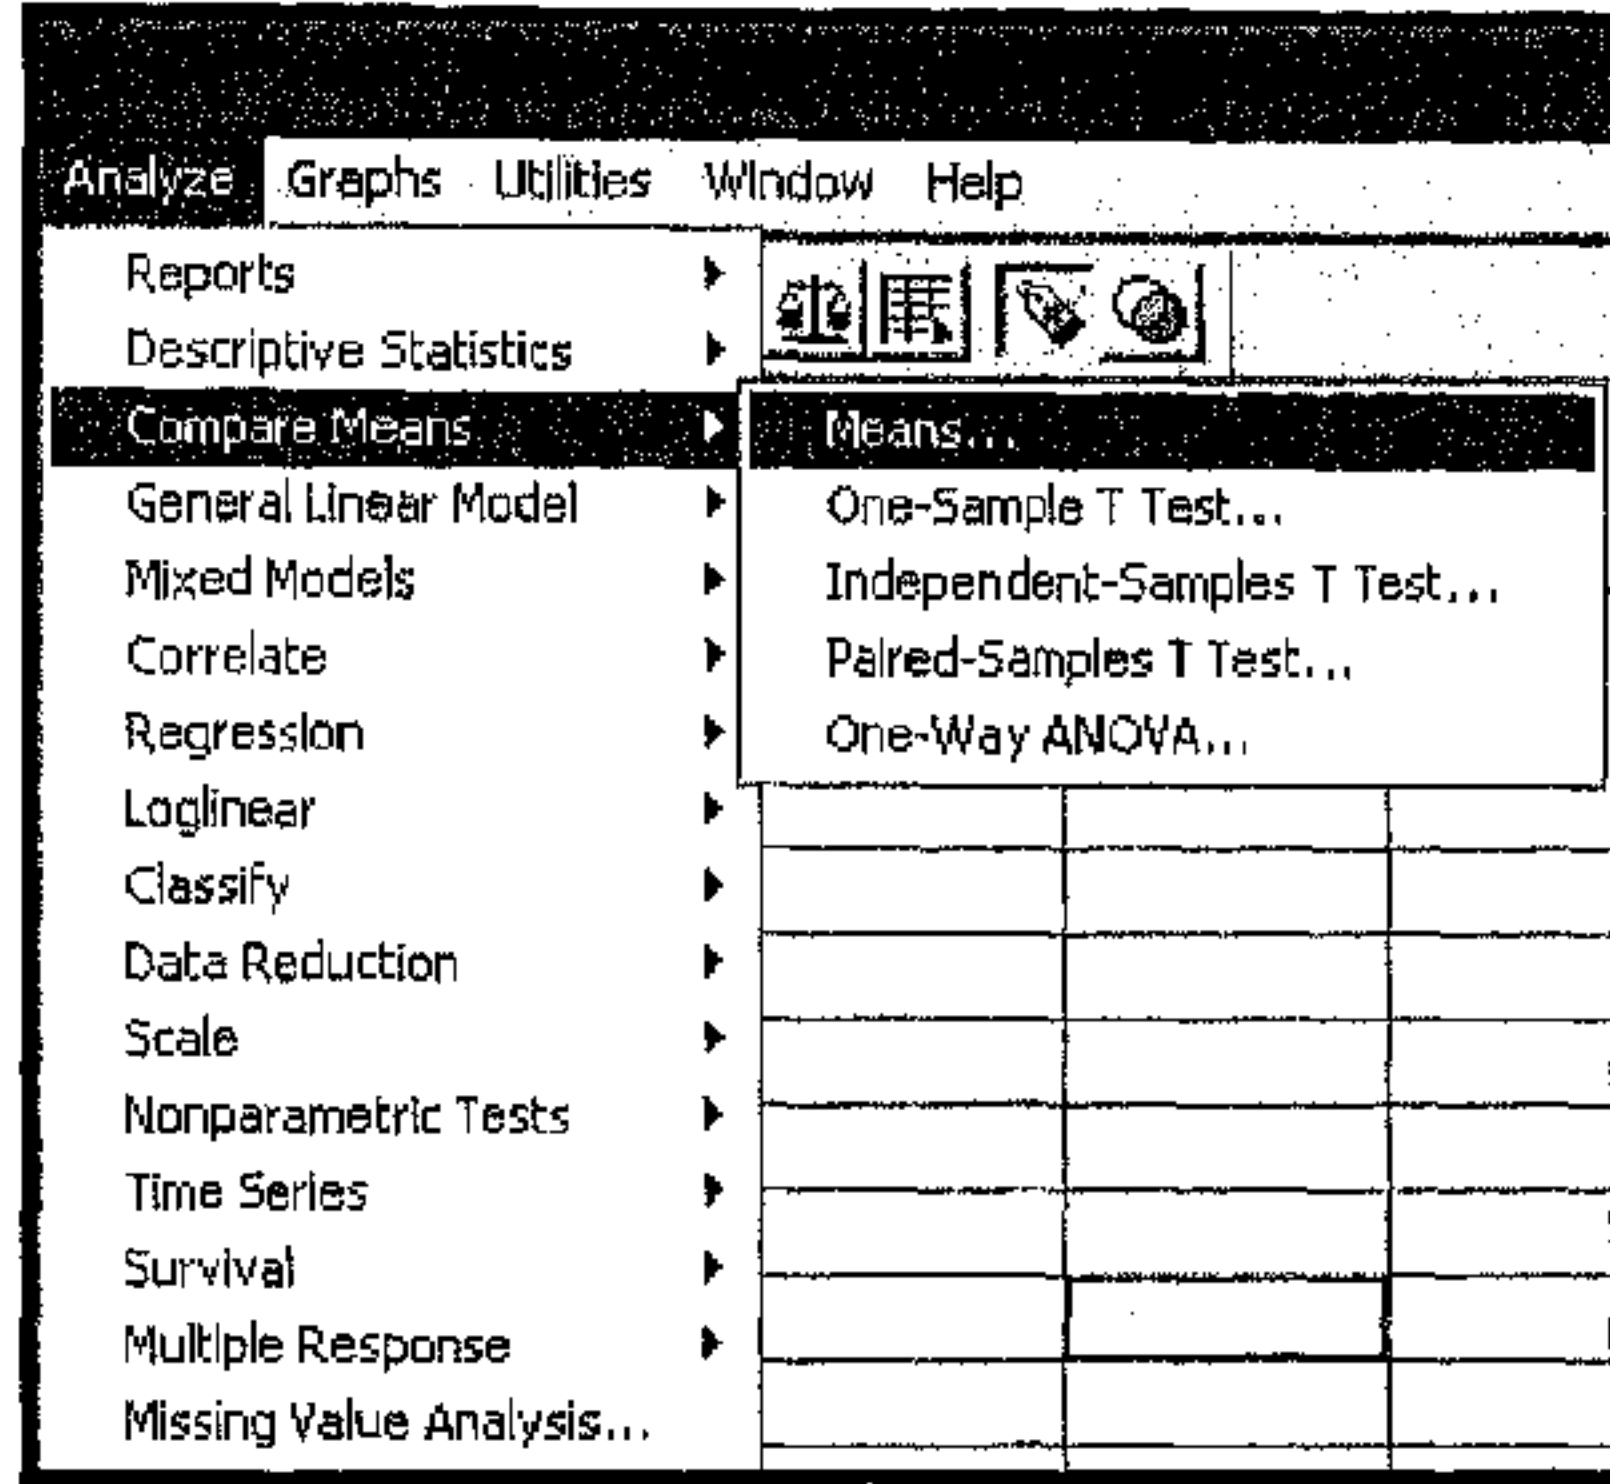 Analyze Graphs Utilities Window Help
Reports
Descriptive Statistics
Compare Means
General Linear Model
Mixed Models
Correlate
Regression
Loglinear
Classify
Data Reduction
Scale
Nonparametric Tests
Time Series
Survival
Multiple Response
Missing Value Analysis...
Means...
One-Sample T Test...
Independent-Samples T Test...
Paired-Samples T Test...
One-Way ANOVA...